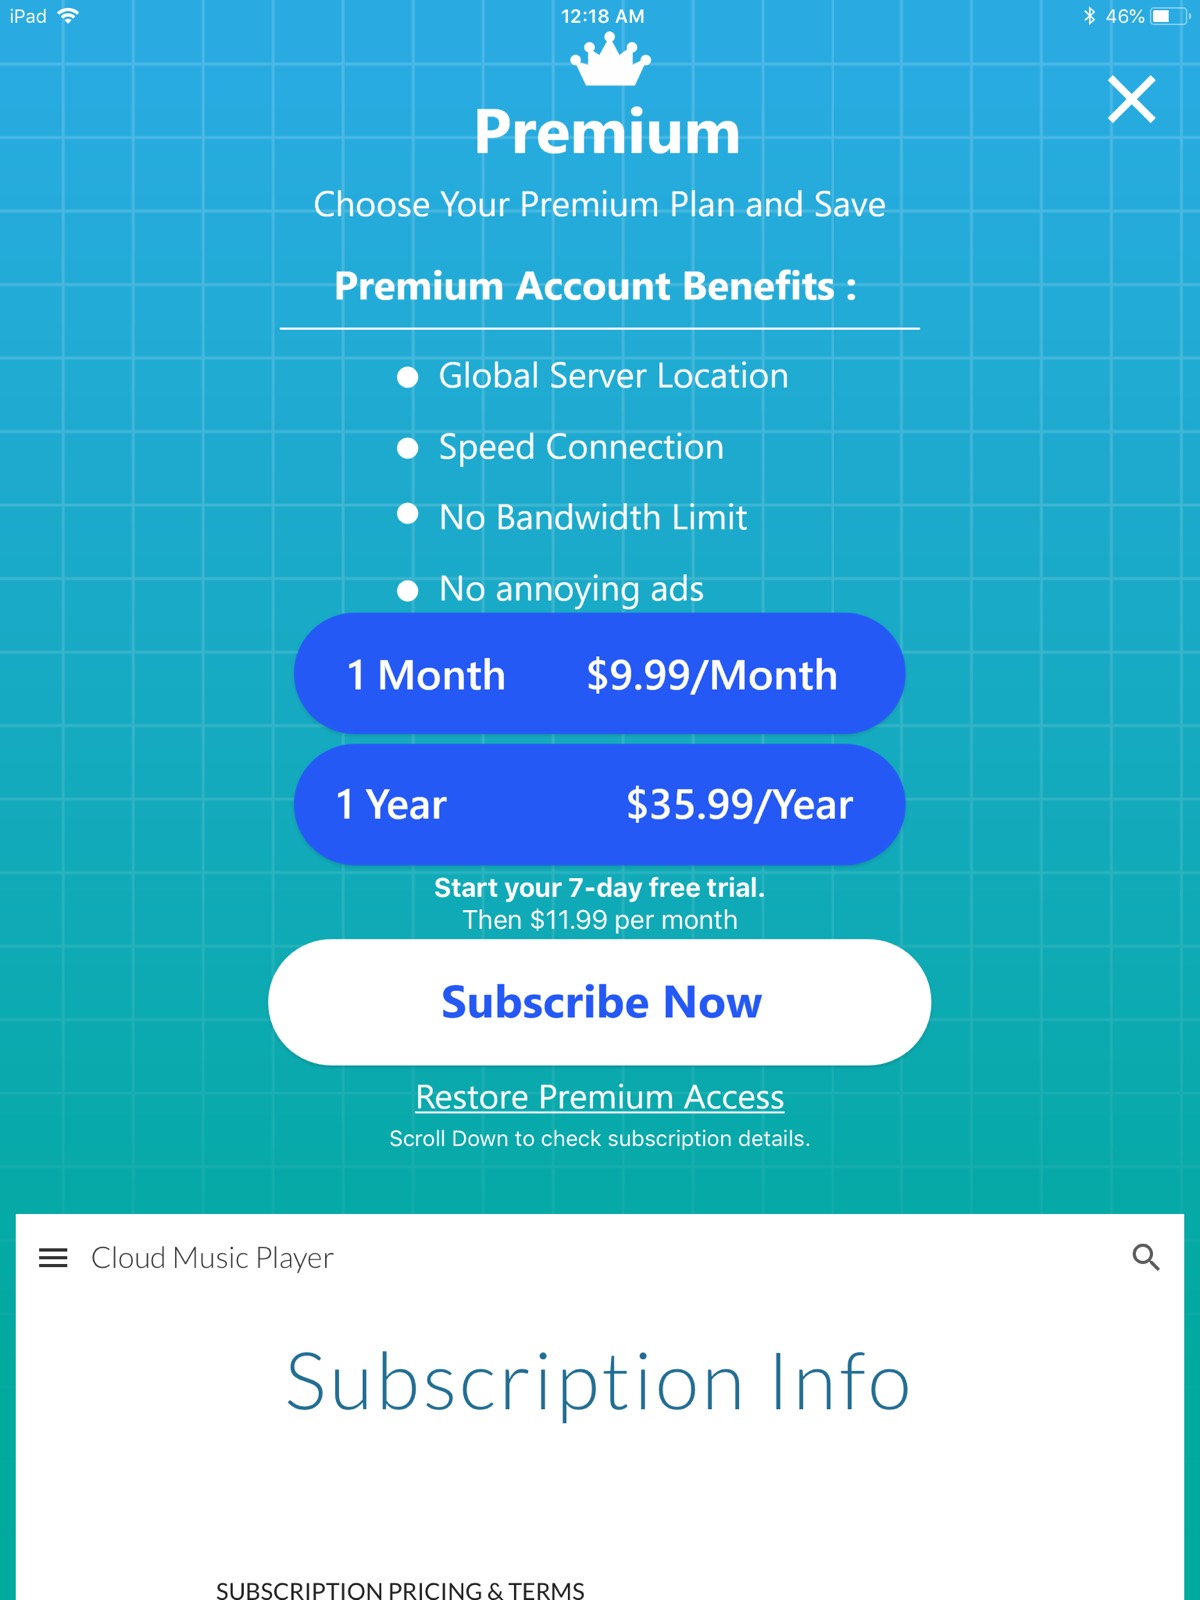 iPad 12:18 AM 46%
Premium
Choose Your Premium Plan and Save
Premium Account Benefits :
Global Server Location
Speed Connection
No Bandwidth Limit
No annoying ads
1 Month $9.99/Month
1 Year $35.99/Year
Start your 7-day free trial.
Then $11.99 per month
Subscribe Now
Restore Premium Access
Scroll Down to check subscription details.
Cloud Music Player
Subscription Info
SUBSCRIPTION PRICING & TERMS